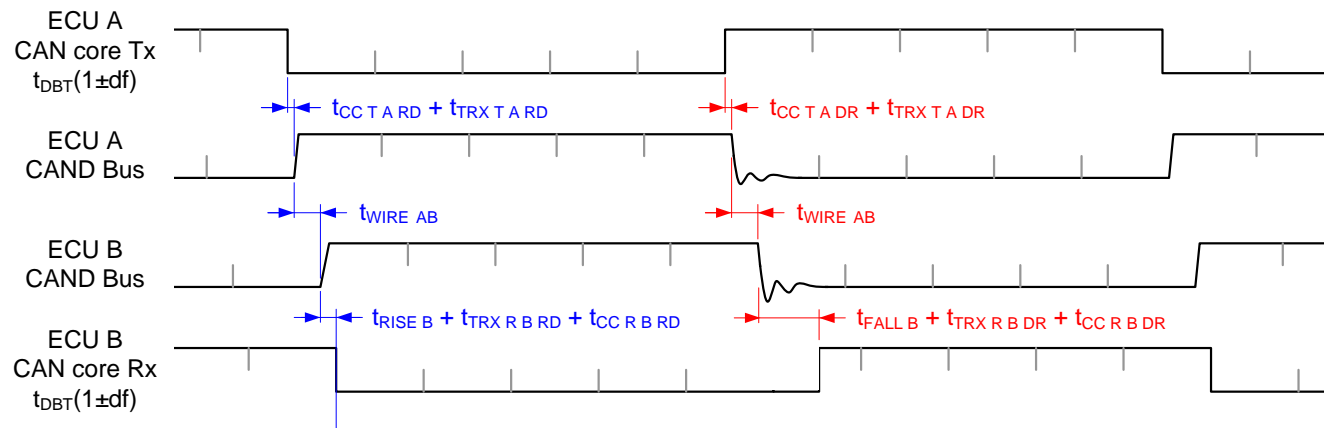 ECU A
CAN core Tx
tDBT(1±df)
tCC T A RD + tTRX T A RD
tCC T A DR + tTRX T A DR
ECU A
CAND Bus
tWIRE AB
tWIRE AB
ECU B
CAND Bus
tRISE B + tTRX R B RD + tCC R B RD
tFALL B + tTRX R B DR + tCC R B DR
ECU B
CAN core Rx
tDBT(1±df)